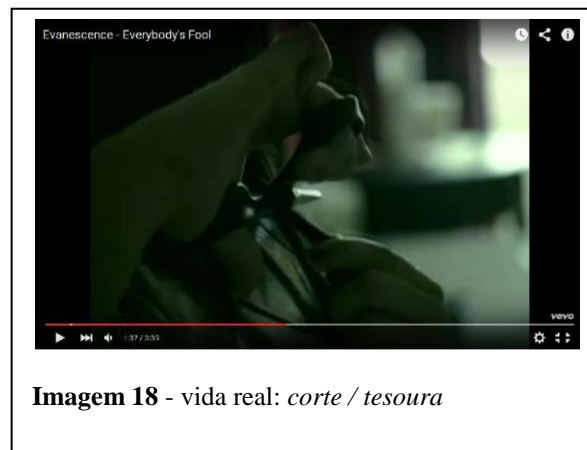 Evanescence - Everybody's Fool
vevo
1:37 / 3:35
Imagem 18 - vida real: corte / tesoura